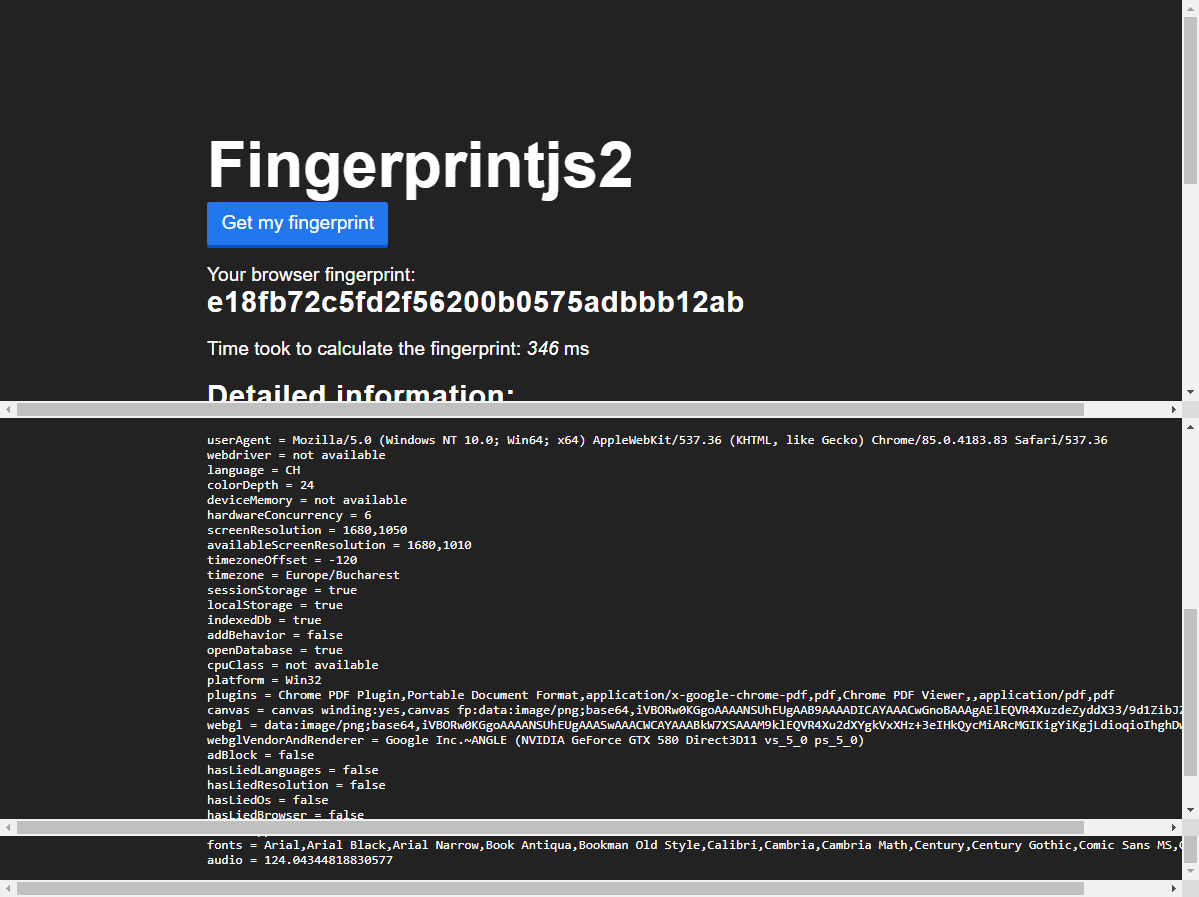 Fingerprintjs2
Get my fingerprint
Your browser fingerprint:
e18fb72c5fd2f56200b0575adbbb12ab
Time took to calculate the fingerprint: 346 ms
Detailed information:
userAgent = Mozilla/5.0 (Windows NT 10.0; Win64; x64) AppleWebKit/537.36 (KHTML, like Gecko) Chrome/85.0.4183.83 Safari/537.36
webdriver = not available
language = CH
colorDepth = 24
deviceMemory = not available
hardwareConcurrency = 6
screenResolution = 1680,1050
availableScreenResolution = 1680,1010
timezoneOffset = -120
timezone = Europe/Bucharest
sessionStorage = true
localStorage = true
indexedDb = true
addBehavior = false
openDatabase = true
cpuClass = not available
platform = Win32
plugins = Chrome PDF Plugin,Portable Document Format,application/x-google-chrome-pdf,pdf,Chrome PDF Viewer,,application/pdf,pdf
canvas = canvas winding:yes,canvas fp:data:image/png;base64,iVBORw0KGgoAAAANSUhEUgAAB9AAAADICAYAAACwGnoBAAAgAElEQVR4XuzdeZyddX33/9d1ZibJ
webgl = data:image/png;base64,iVBORw0KGgoAAAANSUhEUgAASwAAACWCAYAAABkW7XSAAAM9klEQVR4Xu2dXYgkVxXHz+3eIHkQycMiARcMGIKigYiKgjLdioqioIhghDw
webglVendorAndRenderer = Google Inc.~ANGLE (NVIDIA GeForce GTX 580 Direct3D11 vs_5_0 ps_5_0)
adBlock = false
hasLiedLanguages = false
hasLiedResolution = false
hasLiedOs = false
hasLiedBrowser = false
fonts = Arial,Arial Black,Arial Narrow,Book Antiqua,Bookman Old Style,Calibri,Cambria,Cambria Math,Century,Century Gothic,Comic Sans MS,
audio = 124.04344818830577